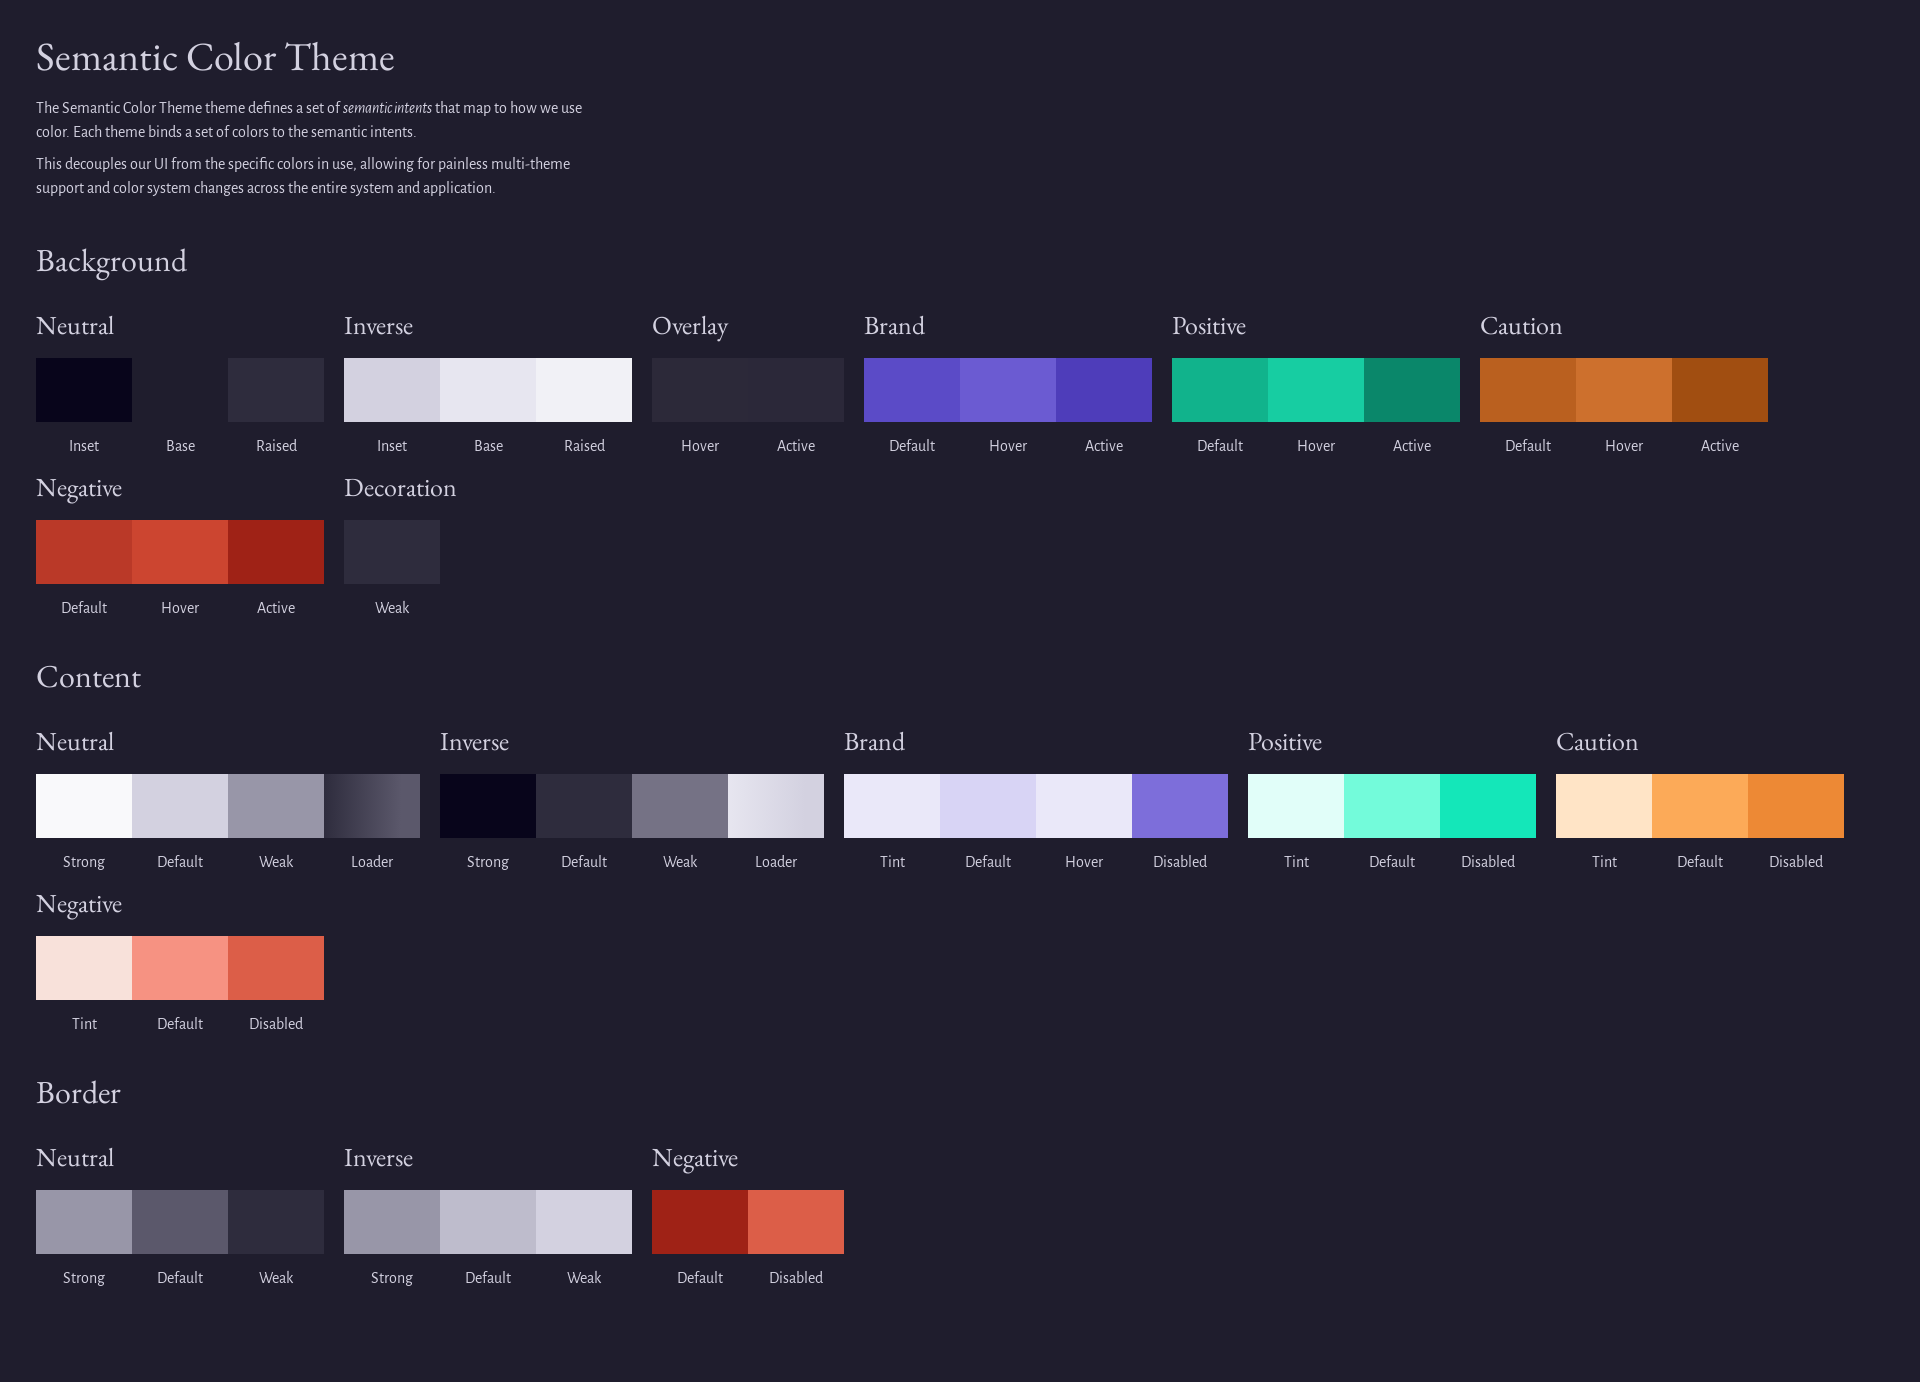 Semantic Color Theme
The Semantic Color Theme theme defines a set of semantic intents that map to how we use
color. Each theme binds a set of colors to the semantic intents.
This decouples our UI from the specific colors in use, allowing for painless multi-theme
support and color system changes across the entire system and application.
Background
Neutral
Inset Base Raised
Inverse
Inset Base Raised
Overlay
Hover Active
Brand
Default Hover Active
Positive
Default Hover Active
Caution
Default Hover Active
Negative
Default Hover Active
Decoration
Weak
Content
Neutral
Strong Default Weak Loader
Inverse
Strong Default Weak Loader
Brand
Tint Default Hover Disabled
Positive
Tint Default Disabled
Caution
Tint Default Disabled
Negative
Tint Default Disabled
Border
Neutral
Strong Default Weak
Inverse
Strong Default Weak
Negative
Default Disabled